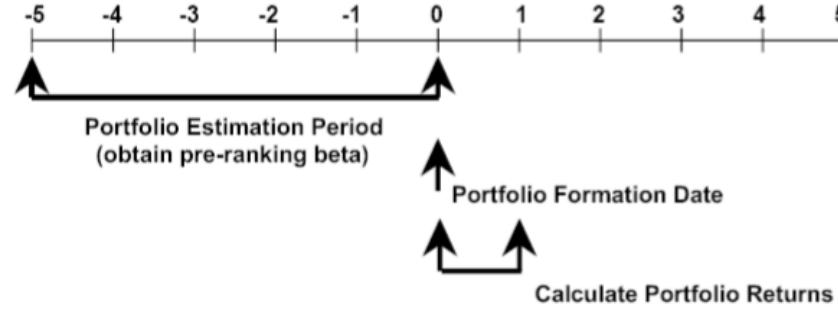 -5 -4 -3 -2 -1 0 1 2 3 4
Portfolio Estimation Period
(obtain pre-ranking beta)
Portfolio Formation Date
Calculate Portfolio Returns